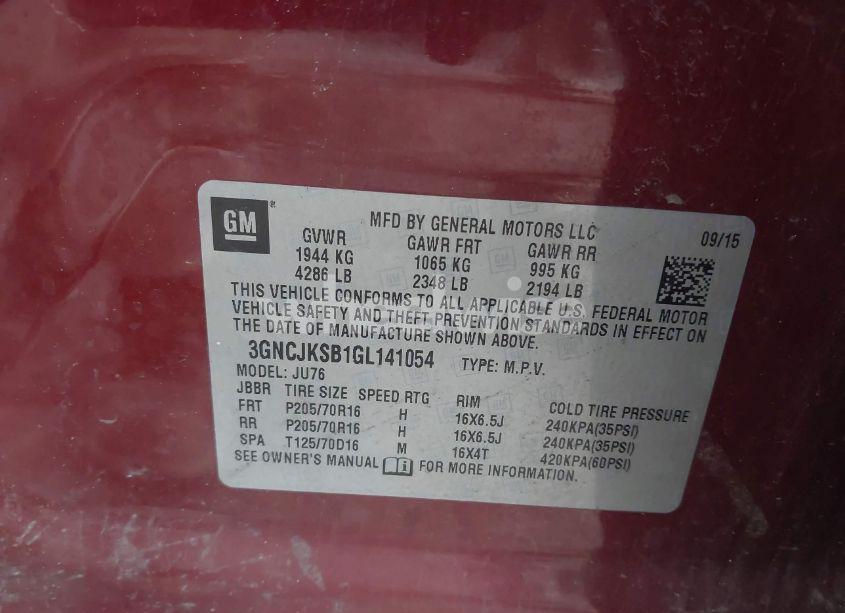 GM®
MFD BY GENERAL MOTORS LLC
09/15
GVWR GAWR FRT GAWR RR
1944 KG 1065 KG 995 KG
4286 LB 2348 LB 2194 LB
THIS VEHICLE CONFORMS TO ALL APPLICABLE U.S. FEDERAL MOTOR
VEHICLE SAFETY AND THEFT PREVENTION STANDARDS IN EFFECT ON
THE DATE OF MANUFACTURE SHOWN ABOVE.
3GNCJKSB1GL141054 TYPE: M.P.V.
MODEL: JU76
JBBR TIRE SIZE SPEED RTG RIM COLD TIRE PRESSURE
FRT P205/70R16 H 16X6.5J 240KPA(35PSI)
RR P205/70R16 H 16X6.5J 240KPA(35PSI)
SPA T125/70D16 M 16X4T 420KPA(60PSI)
SEE OWNER'S MANUAL FOR MORE INFORMATION.